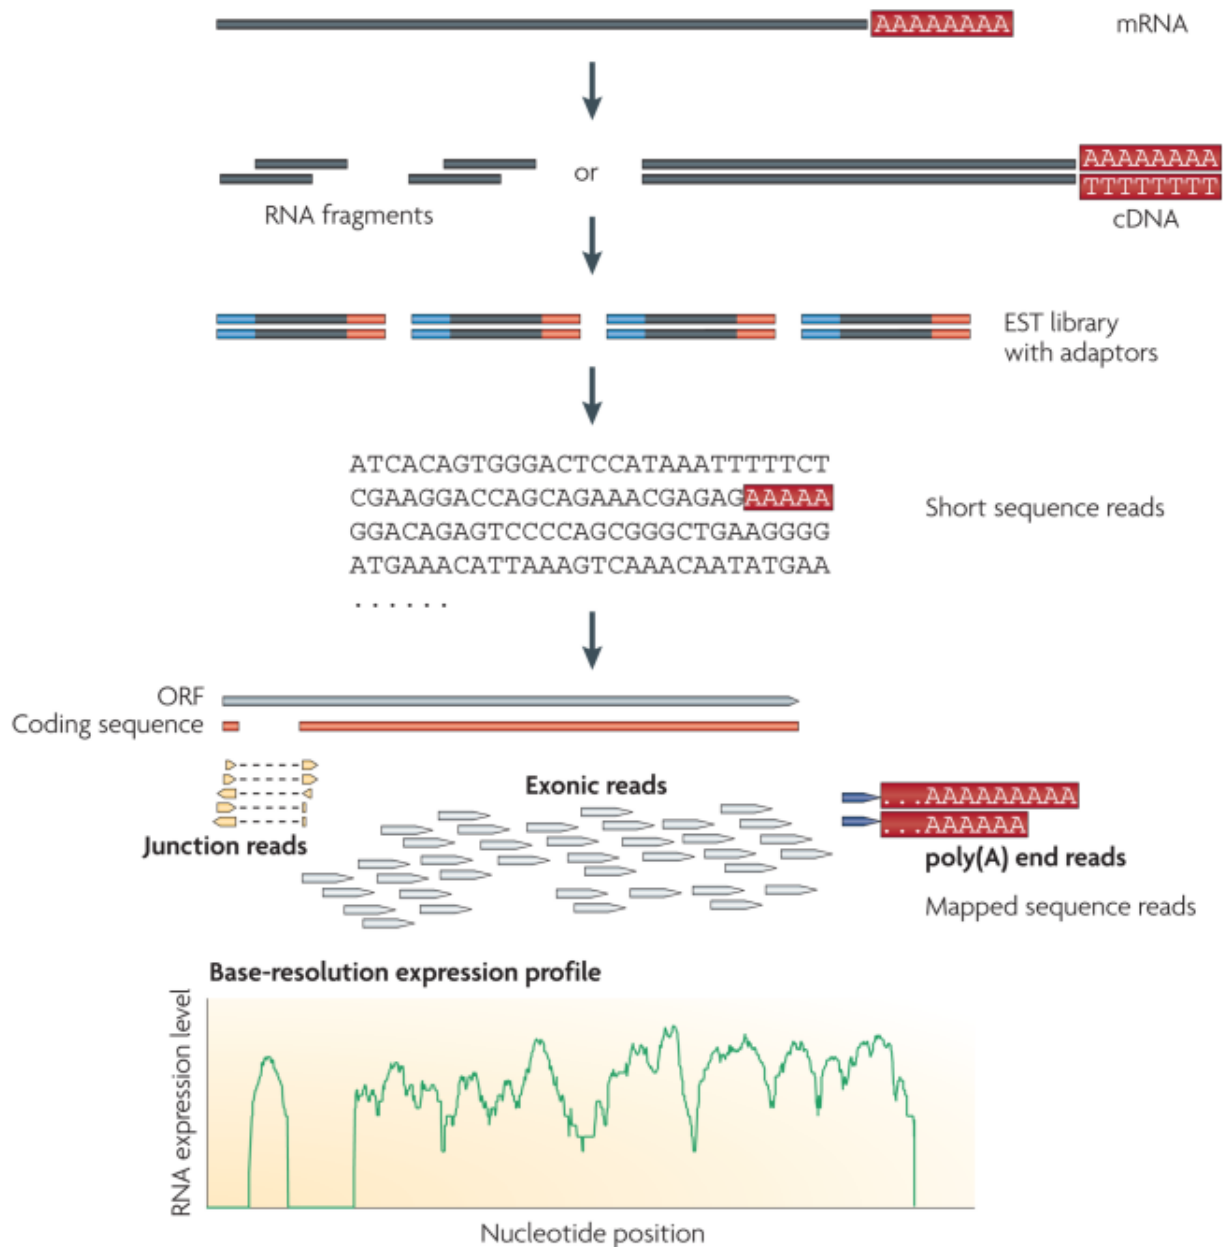 AAAAAAAA mRNA
AAAAAAAA
or
TTTTTTTT
RNA fragments
cDNA
EST library
with adaptors
ATCACAGTGGGACTCCATAAATTTTTCT
CGAAGGACCAGCAGAAACGAGAGAAAAA
Short sequence reads
GGACAGAGTCCCCAGCGGGCTGAAGGGG
ATGAAACATTAAAGTCAAACAATATGAA
. . . . . .
ORF
Coding sequence
Exonic reads
...AAAAAAAAA
...AAAAAA
Junction reads
poly(A) end reads
Mapped sequence reads
Base-resolution expression profile
RNA expression level
Nucleotide position